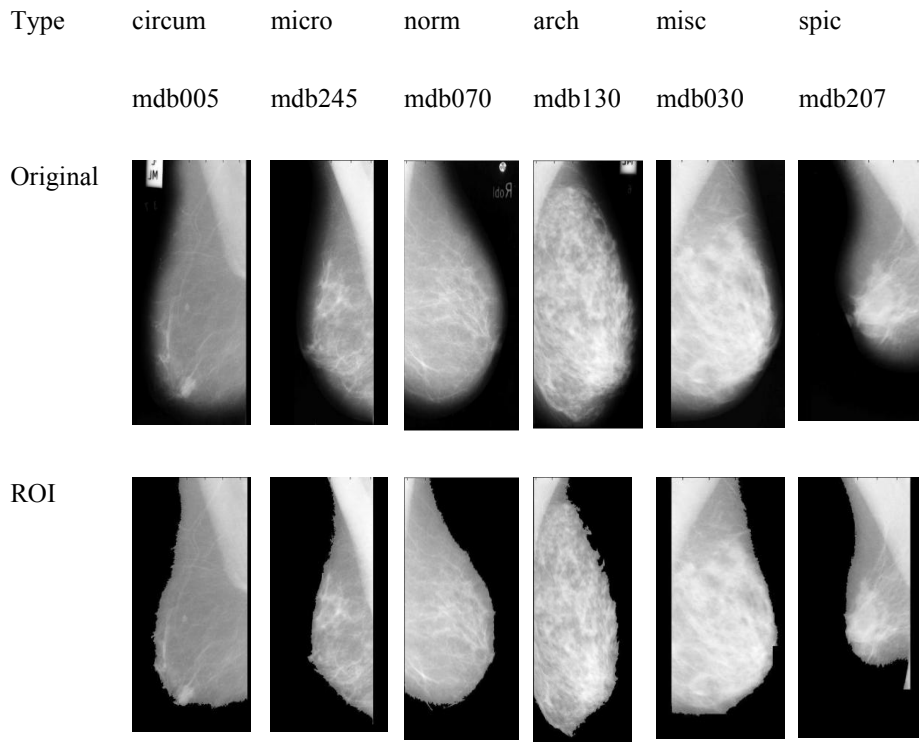 Type circum micro norm arch misc spic
mdb005 mdb245 mdb070 mdb130 mdb030 mdb207
Original
ROI